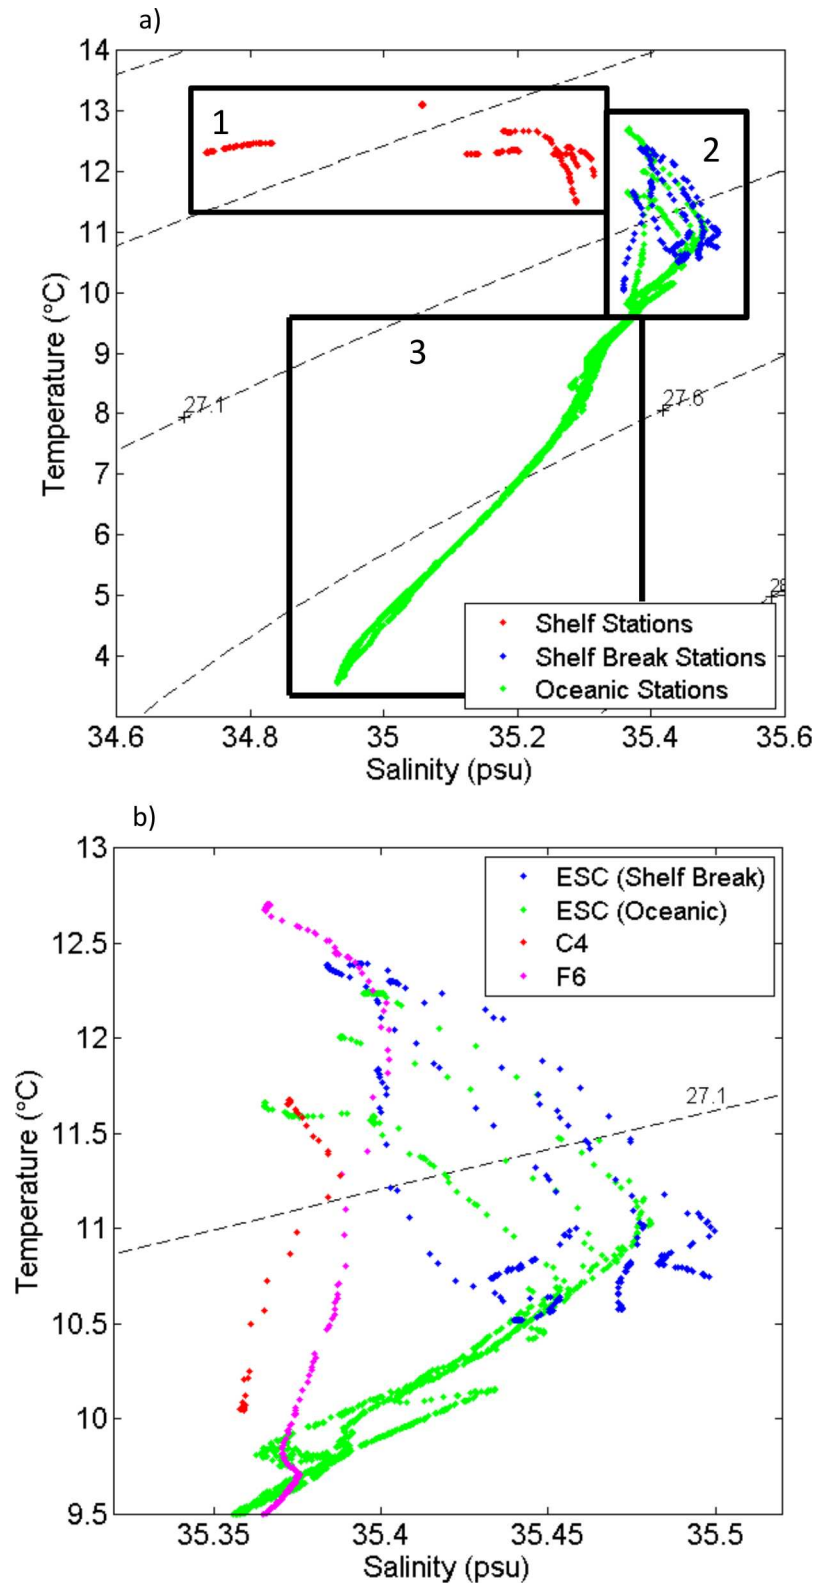 a)
14
13
12
11
10
9
8
7
6
5
4
Temperature (°C)
1
2
3
27.1
27.6
Shelf Stations
Shelf Break Stations
Oceanic Stations
34.6 34.8 35 35.2 35.4 35.6
Salinity (psu)
b)
13
12.5
12
11.5
11
10.5
10
9.5
Temperature (°C)
ESC (Shelf Break)
ESC (Oceanic)
C4
F6
27.1
35.35 35.4 35.45 35.5
Salinity (psu)